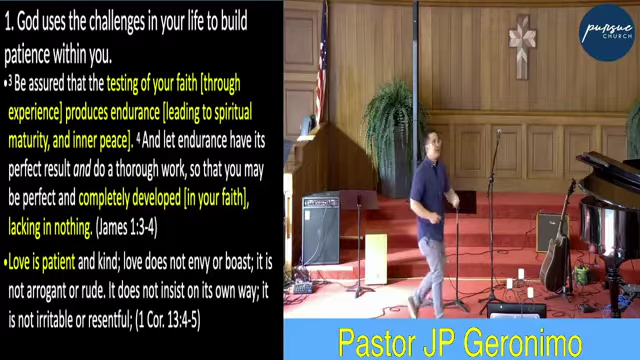 1. God uses the challenges in your life to build
patience within you.
•³ Be assured that the testing of your faith [through
experience] produces endurance [leading to spiritual
maturity, and inner peace]. ⁴ And let endurance have its
perfect result and do a thorough work, so that you may
be perfect and completely developed [in your faith],
lacking in nothing. (James 1:3-4)
•Love is patient and kind; love does not envy or boast; it is
not arrogant or rude. It does not insist on its own way; it
is not irritable or resentful; (1 Cor. 13:4-5)
pursue
CHURCH
Pastor JP Geronimo